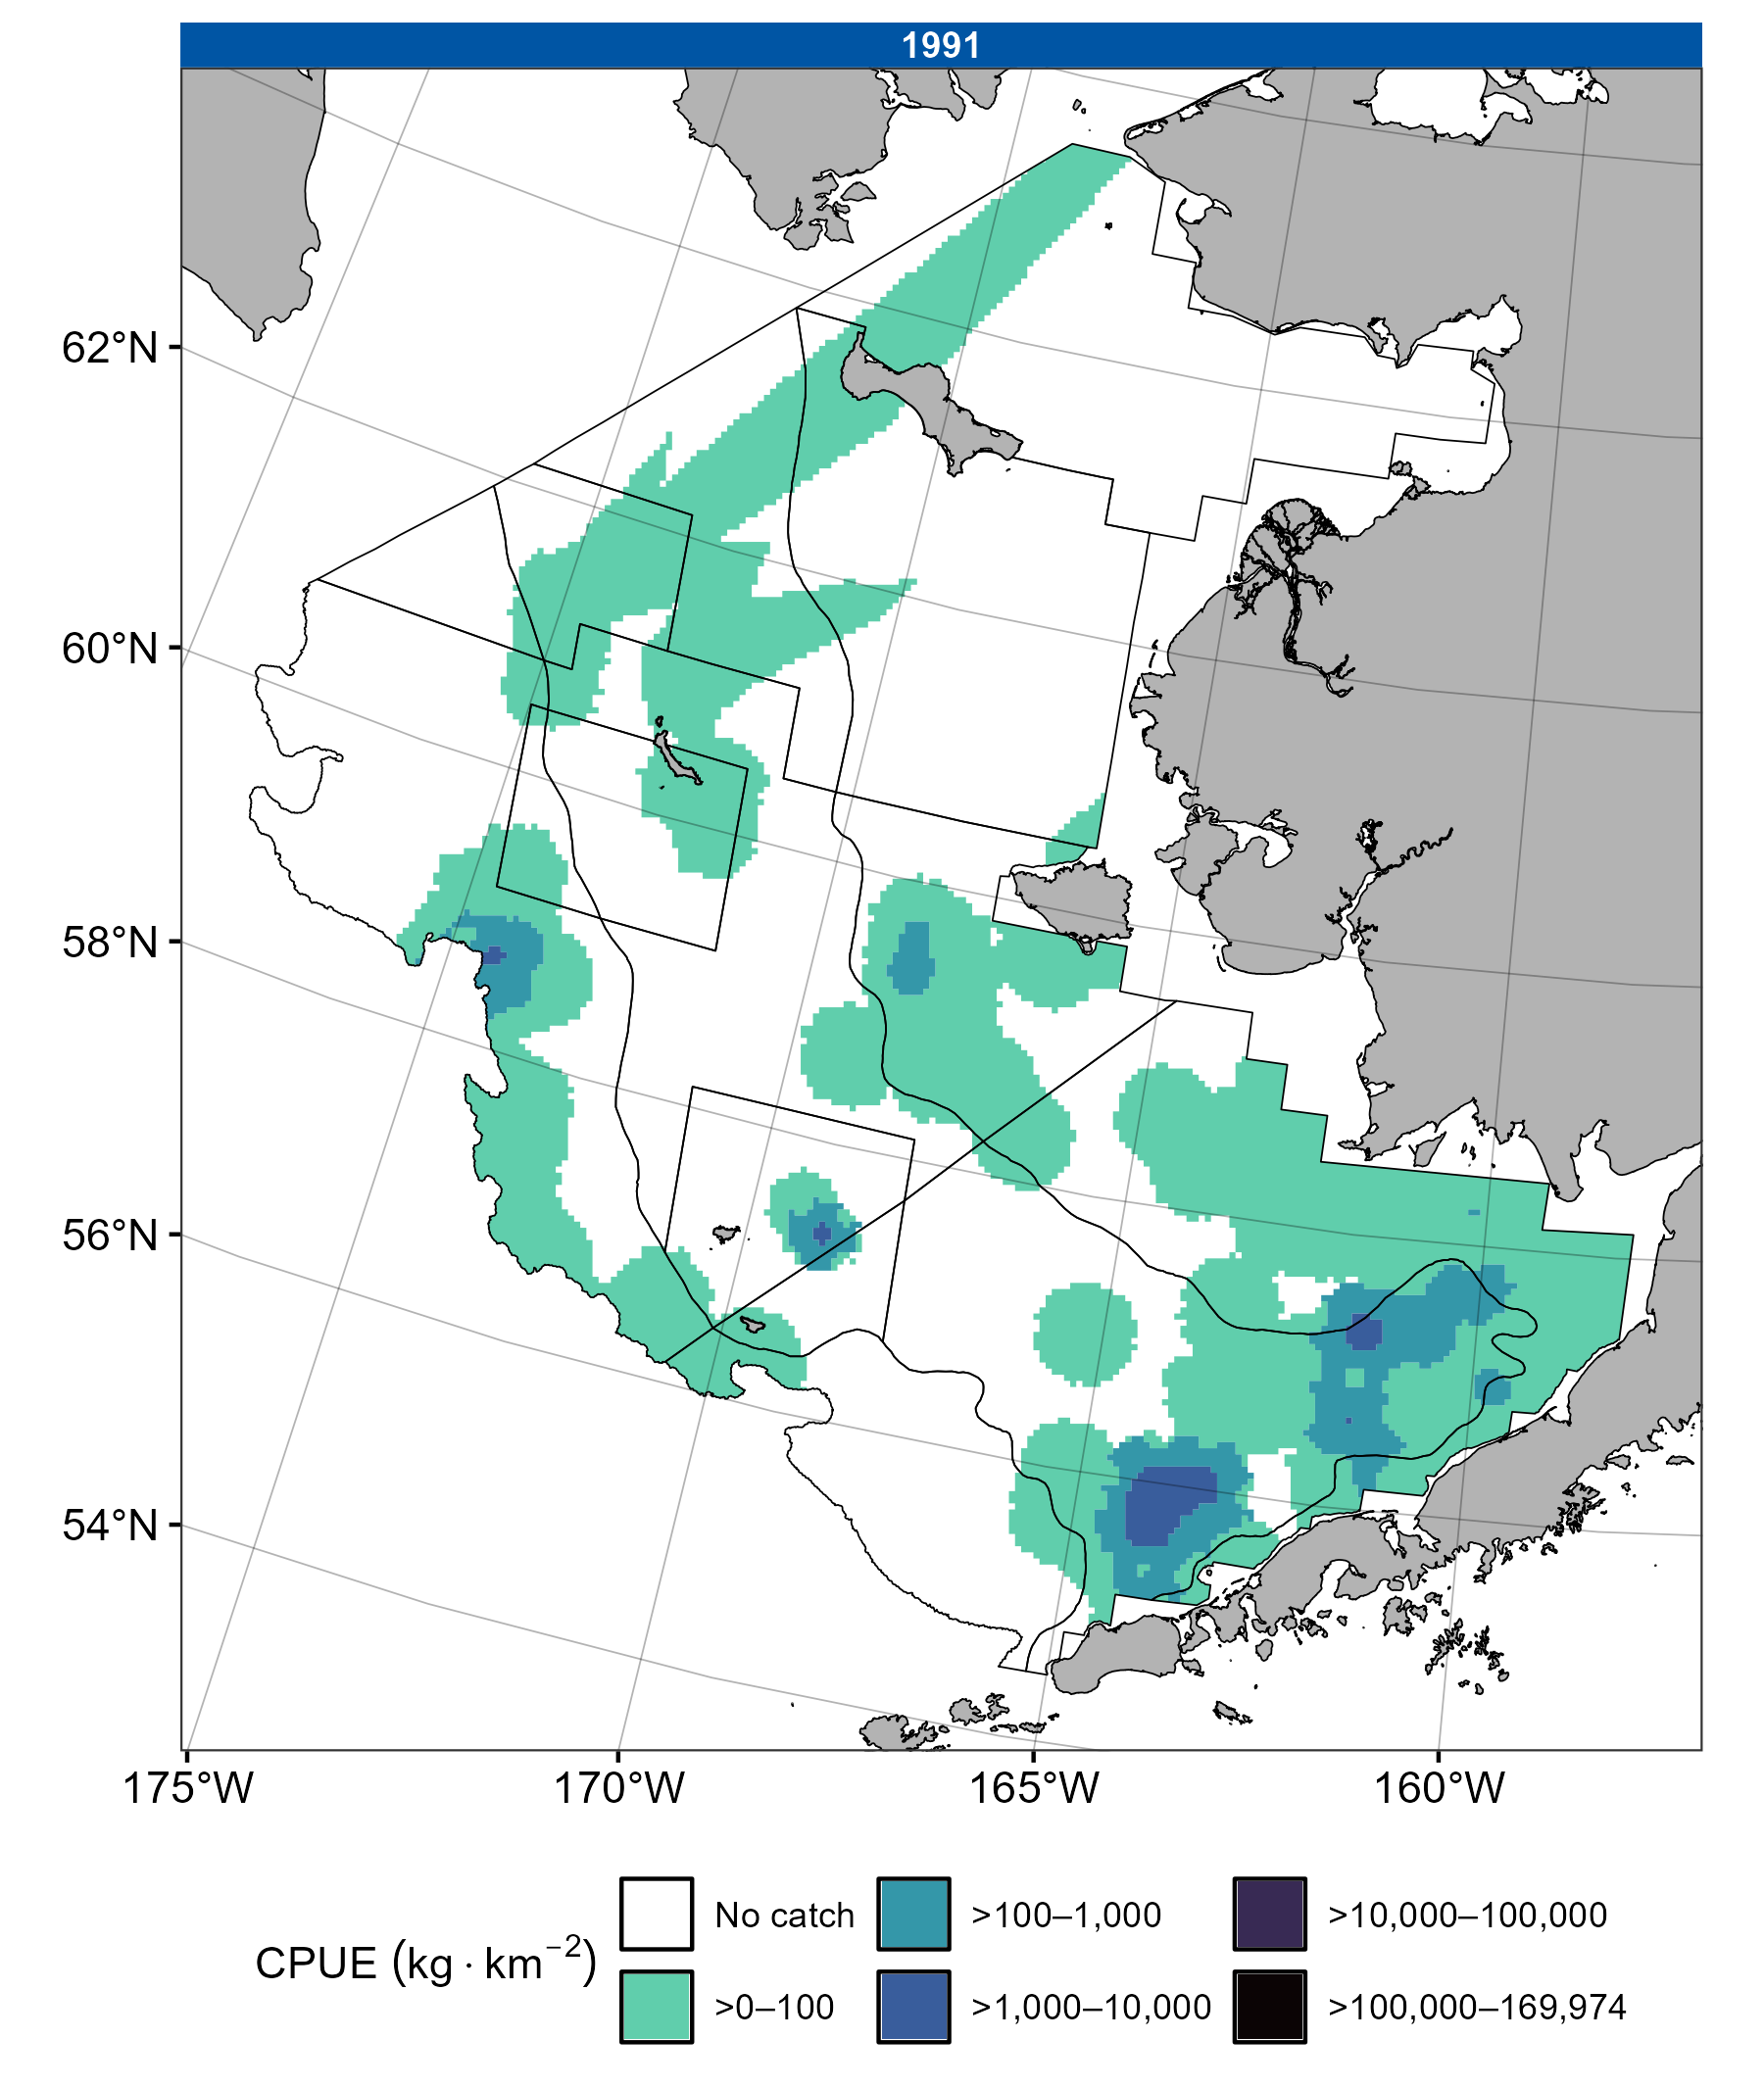 1991
62°N
60°N
58°N
56°N
54°N
175°W 170°W 165°W 160°W
CPUE (kg · km⁻²)
No catch >100–1,000 >10,000–100,000
>0–100 >1,000–10,000 >100,000–169,974